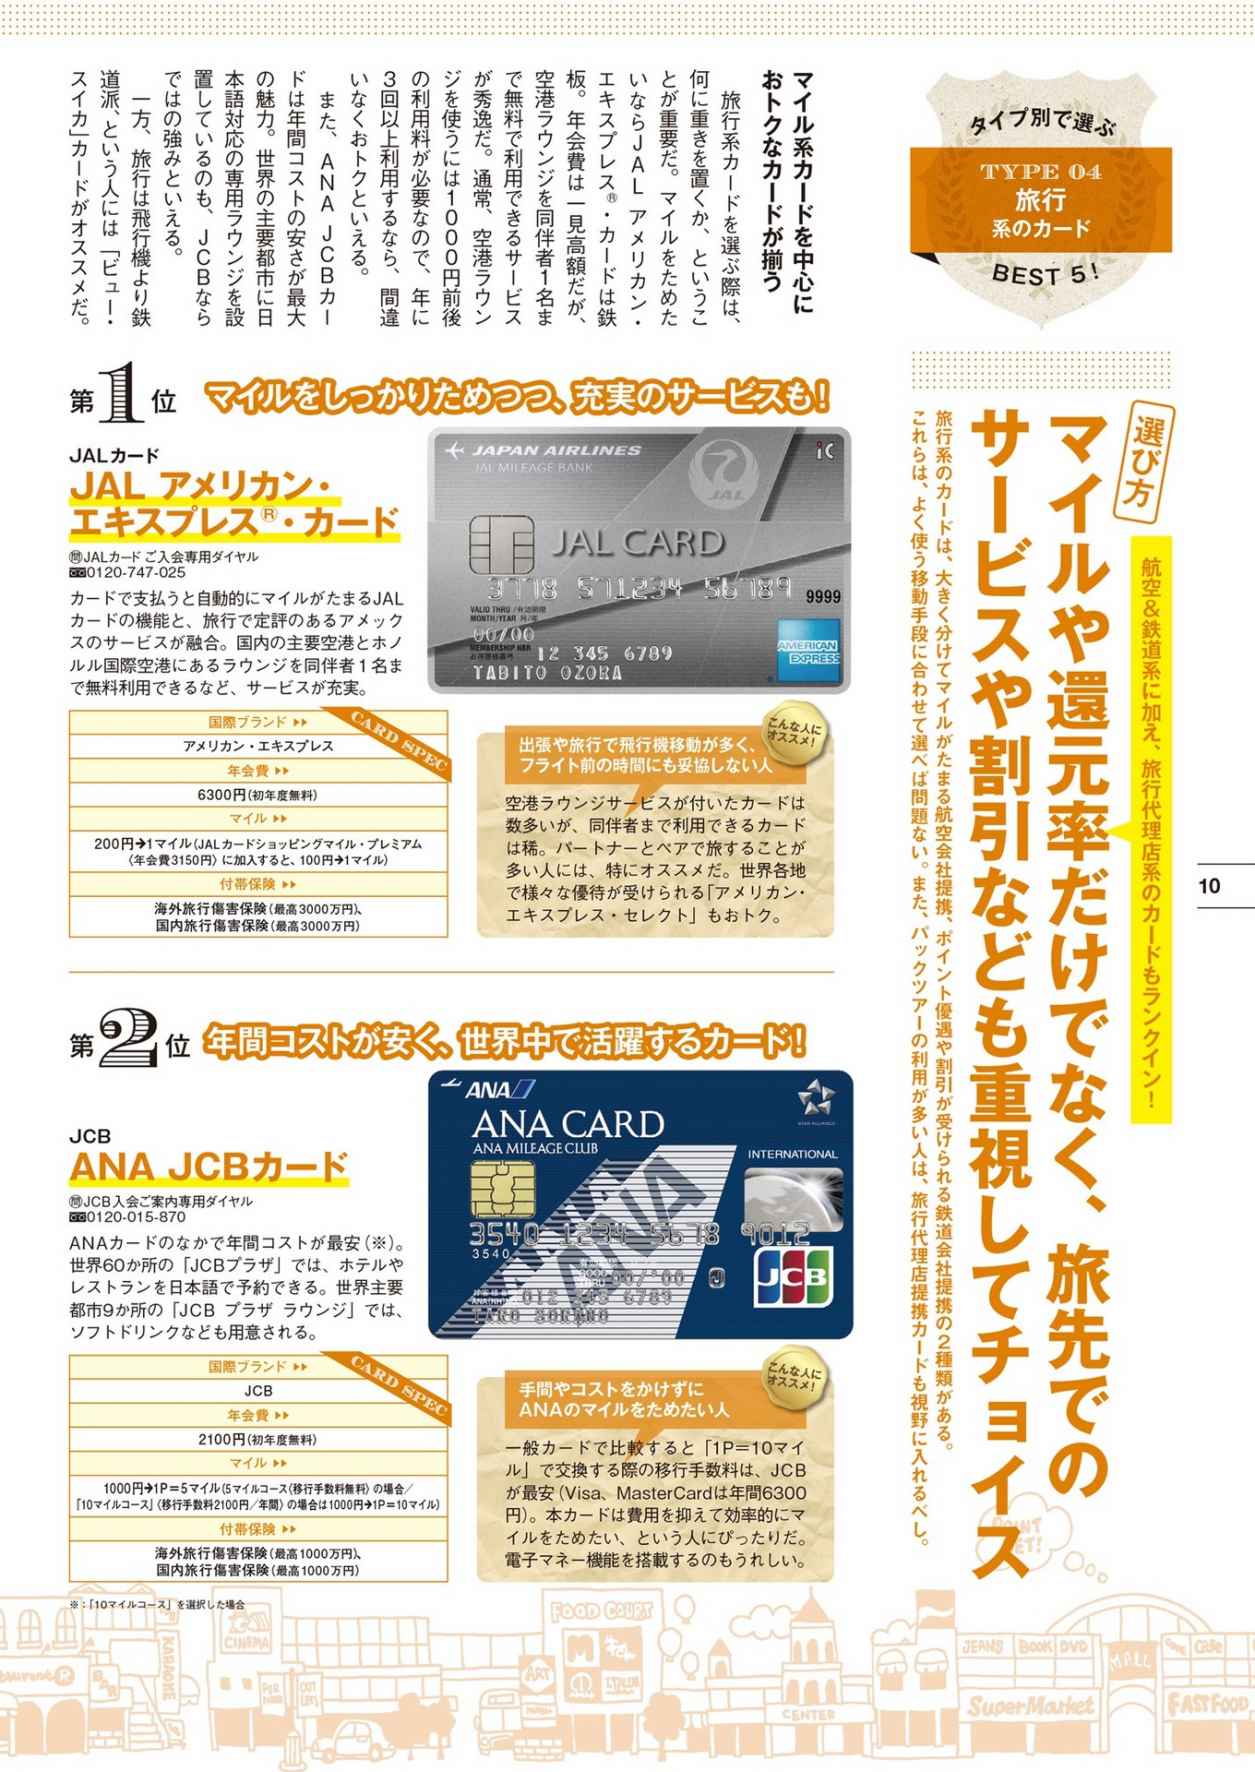 タイプ別で選ぶ
TYPE 04
旅行
系のカード
BEST 5!
選び方
航空&鉄道系に加え、旅行代理店系のカードもランクイン!
マイルや還元率だけでなく、旅先での
サービスや割引なども重視してチョイス
旅行系のカードは、大きく分けてマイルがたまる航空会社提携、ポイント優遇や割引が受けられる鉄道会社提携の2種類がある。
これらは、よく使う移動手段に合わせて選べば問題ない。また、パックツアーの利用が多い人は、旅行代理店提携カードも視野に入れるべし。
10
マイル系カードを中心に
おトクなカードが揃う
旅行系カードを選ぶ際は、
何に重きを置くか、というこ
とが重要だ。マイルをためた
いならJAL アメリカン・
エキスプレス®・カードは鉄
板。年会費は一見高額だが、
空港ラウンジを同伴者1名ま
で無料で利用できるサービス
が秀逸だ。通常、空港ラウン
ジを使うには1000円前後
の利用料が必要なので、年に
3回以上利用するなら、間違
いなくおトクといえる。
また、ANA JCBカー
ドは年間コストの安さが最大
の魅力。世界の主要都市に日
本語対応の専用ラウンジを設
置しているのも、JCBなら
ではの強みといえる。
一方、旅行は飛行機より鉄
道派、という人には「ビュー・
スイカ」カードがオススメだ。
第1位 マイルをしっかりためつつ、充実のサービスも!
JALカード
JAL アメリカン・
エキスプレス®・カード
問JALカード ご入会専用ダイヤル
0120-747-025
カードで支払うと自動的にマイルがたまるJAL
カードの機能と、旅行で定評のあるアメック
スのサービスが融合。国内の主要空港とホノ
ルル国際空港にあるラウンジを同伴者1名ま
で無料利用できるなど、サービスが充実。
JAPAN AIRLINES
JAL MILEAGE BANK
iC
JAL
JAL CARD
3778 571234 56789
9999
VALID THRU/有効期限
MONTH/YEAR 月/年
00/00
MEMBERSHIP NBR
お得意様番号
12 345 6789
TABITO OZORA
AMERICAN
EXPRESS
CARD SPEC
国際ブランド
アメリカン・エキスプレス
年会費
6300円(初年度無料)
マイル
200円→1マイル(JALカードショッピングマイル・プレミアム
〈年会費3150円〉に加入すると、100円→1マイル)
付帯保険
海外旅行傷害保険(最高3000万円)、
国内旅行傷害保険(最高3000万円)
こんな人に
オススメ!
出張や旅行で飛行機移動が多く、
フライト前の時間にも妥協しない人
空港ラウンジサービスが付いたカードは
数多いが、同伴者まで利用できるカード
は稀。パートナーとペアで旅することが
多い人には、特にオススメだ。世界各地
で様々な優待が受けられる「アメリカン・
エキスプレス・セレクト」もおトク。
第2位 年間コストが安く、世界中で活躍するカード!
JCB
ANA JCBカード
問JCB入会ご案内専用ダイヤル
0120-015-870
ANAカードのなかで年間コストが最安(※)。
世界60か所の「JCBプラザ」では、ホテルや
レストランを日本語で予約できる。世界主要
都市9か所の「JCB プラザ ラウンジ」では、
ソフトドリンクなども用意される。
ANA
ANA CARD
ANA MILEAGE CLUB
STAR ALLIANCE
INTERNATIONAL
ANA
3540 1234 5678 9012
3540
00/00
012 345 6789
TARO SORANO
JCB
CARD SPEC
国際ブランド
JCB
年会費
2100円(初年度無料)
マイル
1000円→1P=5マイル(5マイルコース〈移行手数料無料〉の場合/
「10マイルコース」〈移行手数料2100円/年間〉の場合は1000円→1P=10マイル)
付帯保険
海外旅行傷害保険(最高1000万円)、
国内旅行傷害保険(最高1000万円)
※:「10マイルコース」を選択した場合
こんな人に
オススメ!
手間やコストをかけずに
ANAのマイルをためたい人
一般カードで比較すると「1P=10マイ
ル」で交換する際の移行手数料は、JCB
が最安(Visa、MasterCardは年間6300
円)。本カードは費用を抑えて効率的にマ
イルをためたい、という人にぴったりだ。
電子マネー機能を搭載するのもうれしい。
POINT
GET!
CINEMA
KARAOKE
BAR
FOOD COURT
ART
CENTER
JEANS BOOK DVD
MALL
Cafe
SuperMarket
FAST FOOD